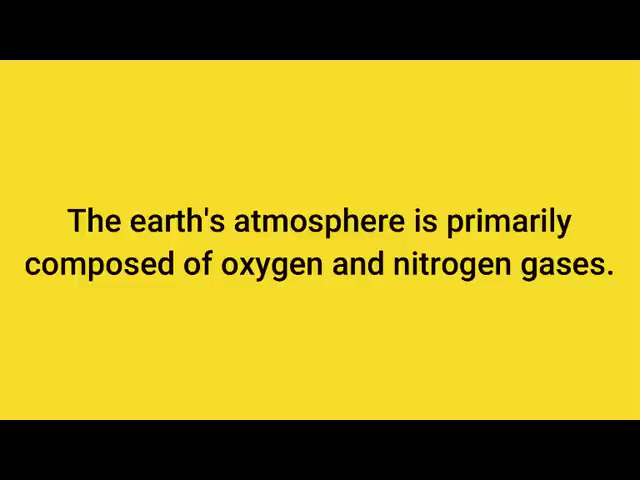 The earth's atmosphere is primarily
composed of oxygen and nitrogen gases.